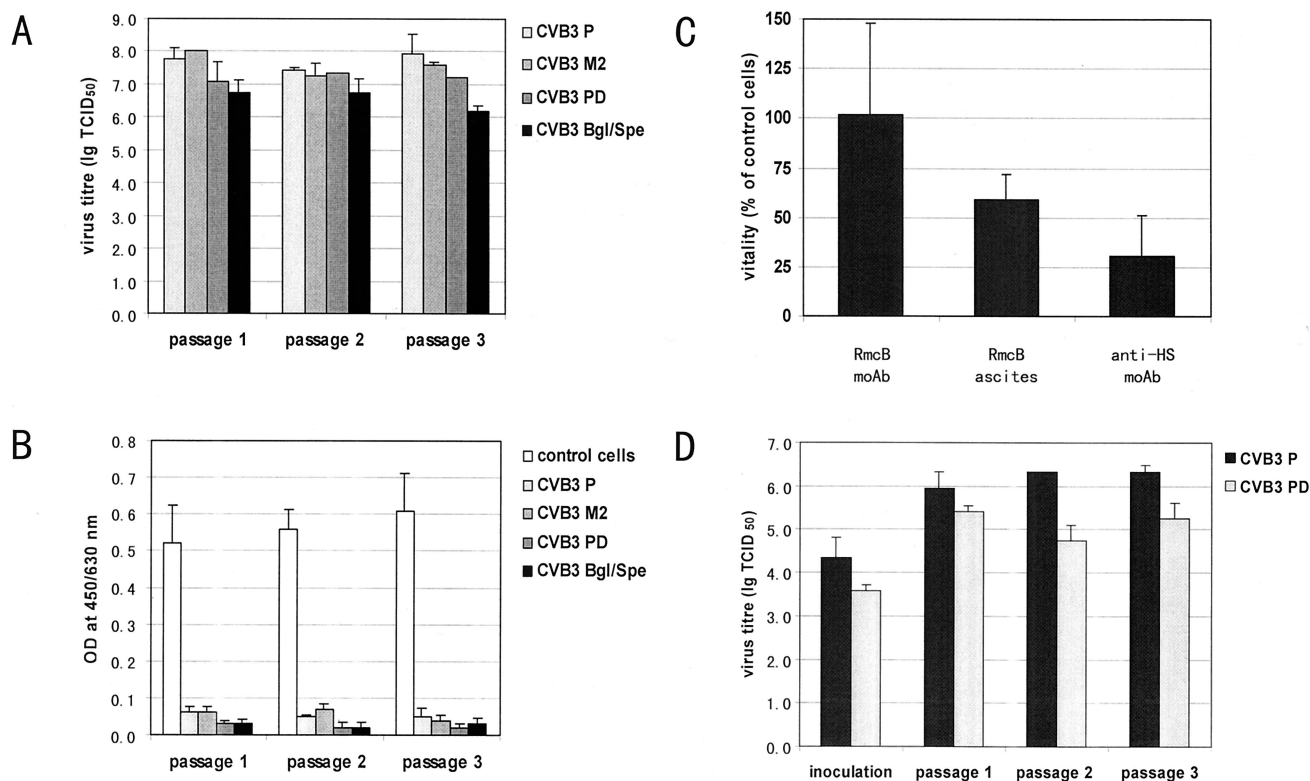 A
virus titre (lg TCID50)
8.0
7.0
6.0
5.0
4.0
3.0
2.0
1.0
0.0
passage 1
passage 2
passage 3
CVB3 P
CVB3 M2
CVB3 PD
CVB3 Bgl/Spe
C
vitality (% of control cells)
150
125
100
75
50
25
0
RmcB
moAb
RmcB
ascites
anti-HS
moAb
B
OD at 450/630 nm
0.8
0.7
0.6
0.5
0.4
0.3
0.2
0.1
0.0
passage 1
passage 2
passage 3
control cells
CVB3 P
CVB3 M2
CVB3 PD
CVB3 Bgl/Spe
D
virus titre (lg TCID 50)
7.0
6.0
5.0
4.0
3.0
2.0
1.0
0.0
inoculation
passage 1
passage 2
passage 3
CVB3 P
CVB3 PD